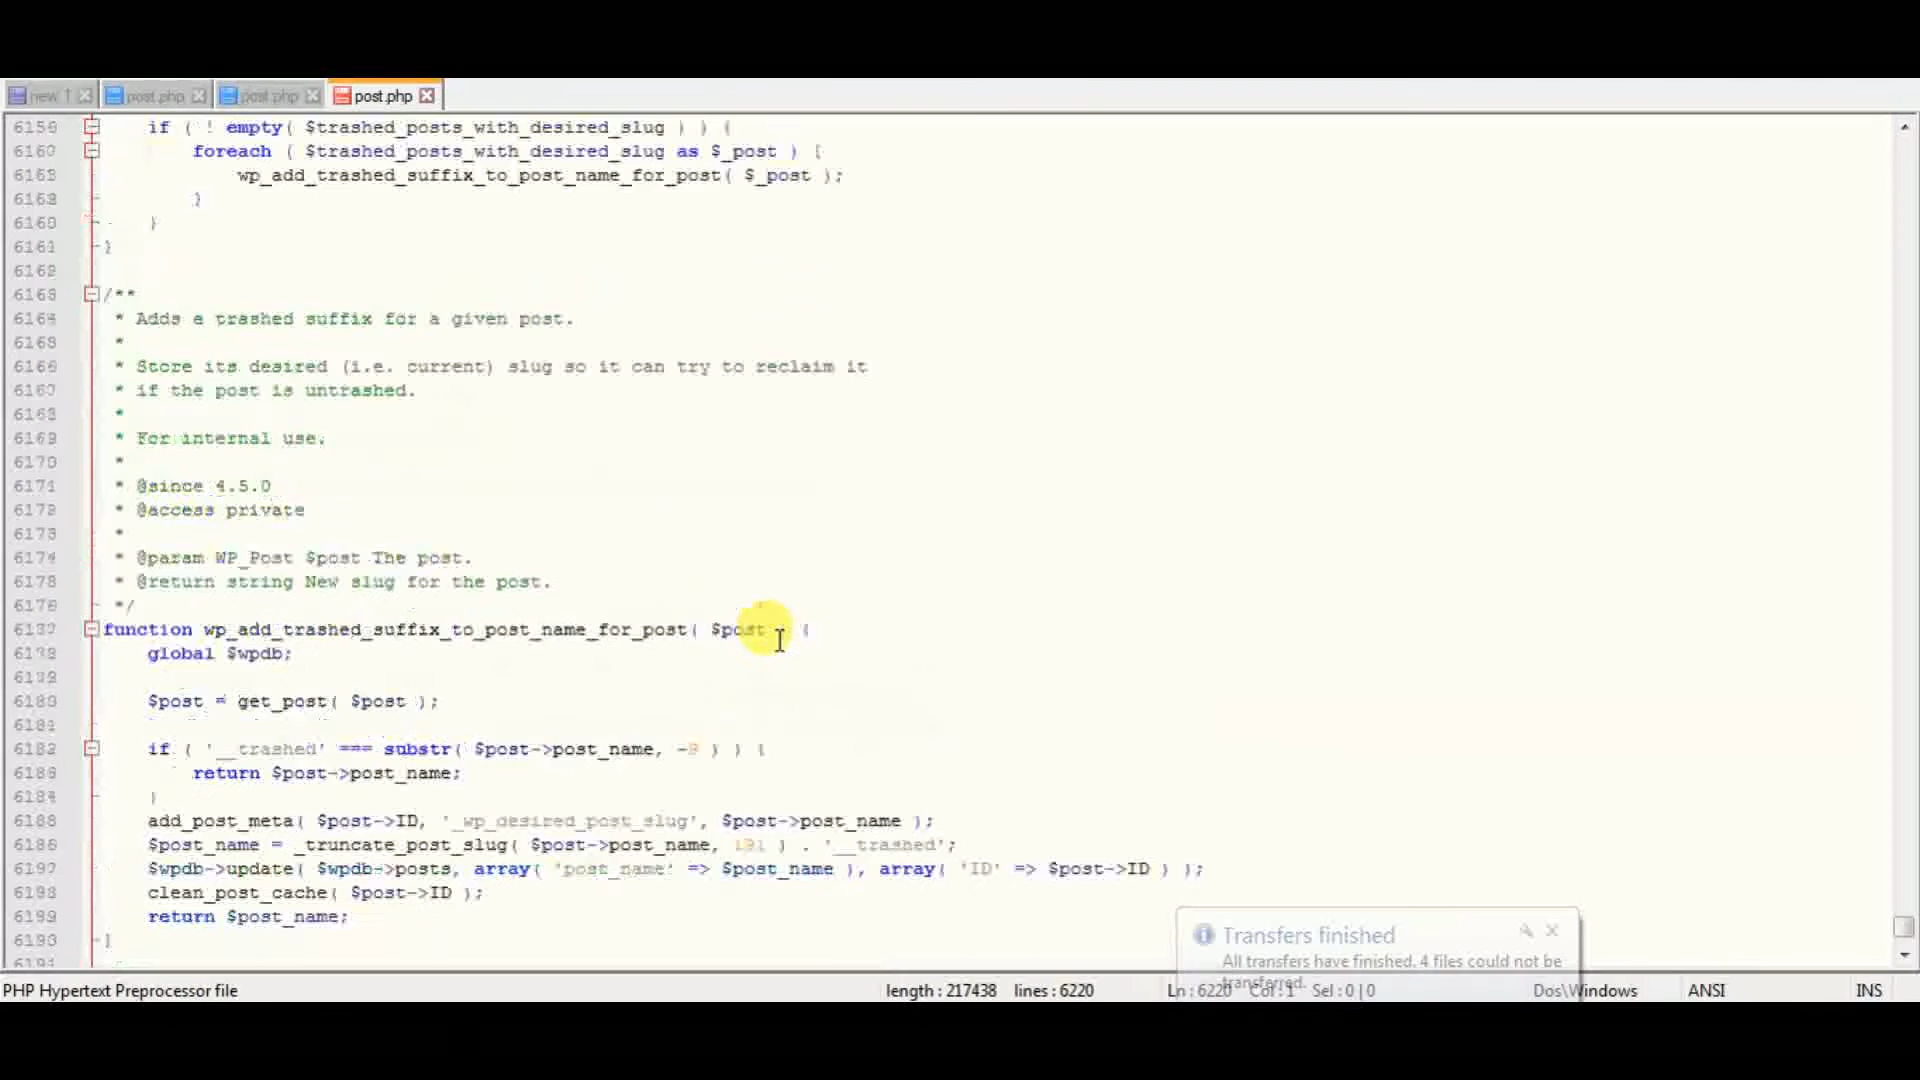 new 1
post.php
post.php
post.php
if ( ! empty( $trashed_posts_with_desired_slug ) ) {
foreach ( $trashed_posts_with_desired_slug as $_post ) {
wp_add_trashed_suffix_to_post_name_for_post( $_post );
}
}
}
/**
* Adds a trashed suffix for a given post.
*
* Store its desired (i.e. current) slug so it can try to reclaim it
* if the post is untrashed.
*
* For internal use.
*
* @since 4.5.0
* @access private
*
* @param WP_Post $post The post.
* @return string New slug for the post.
*/
function wp_add_trashed_suffix_to_post_name_for_post( $post {
global $wpdb;
$post = get_post( $post );
if ( '__trashed' === substr( $post->post_name, -9 ) ) {
return $post->post_name;
}
add_post_meta( $post->ID, '_wp_desired_post_slug', $post->post_name );
$post_name = _truncate_post_slug( $post->post_name, 191 ) . '__trashed';
$wpdb->update( $wpdb->posts, array( 'post_name' => $post_name ), array( 'ID' => $post->ID ) );
clean_post_cache( $post->ID );
return $post_name;
}
Transfers finished
All transfers have finished. 4 files could not be
transferred.
PHP Hypertext Preprocessor file length : 217438 lines : 6220 Ln : 6220 Col : 1 Sel : 0 | 0 Dos\Windows ANSI INS